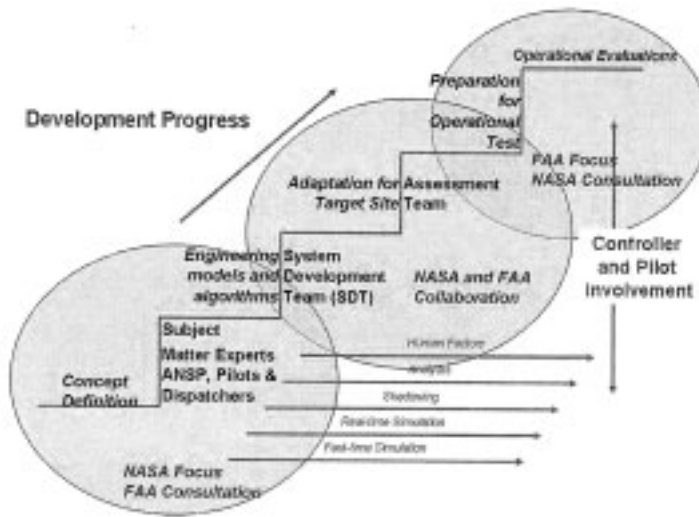 Operational Evaluations
Preparation
for
Operational
Test
Development Progress
FAA Focus
NASA Consultation
Adaptation for Assessment
Target Site Team
Controller
and Pilot
Involvement
Engineering System
models and Development
algorithms Team (SDT)
NASA and FAA
Collaboration
Subject
Matter Experts
ANSP, Pilots &
Dispatchers
Human Factors
Analysis
Concept
Definition
Shadowing
Real-time Simulation
Fast-time Simulation
NASA Focus
FAA Consultation